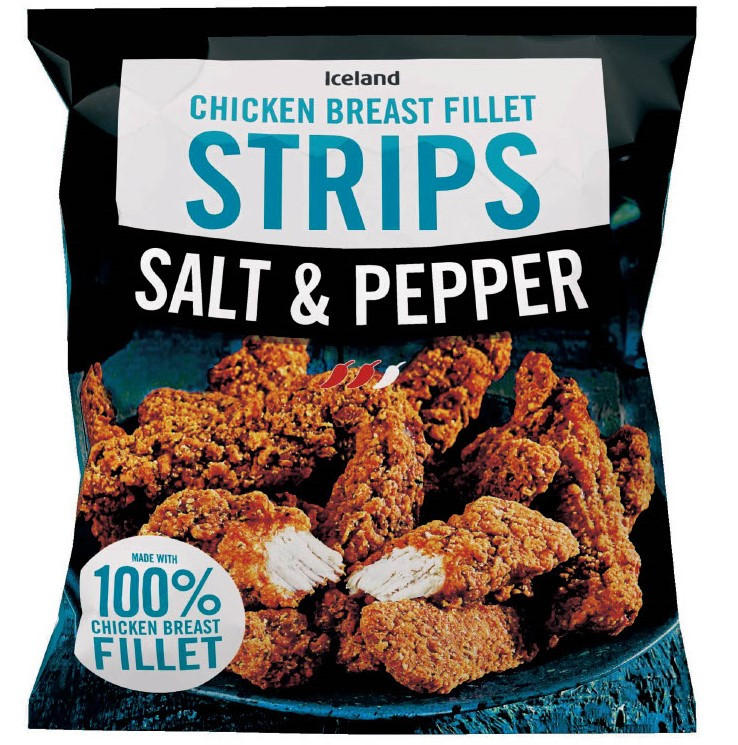 Iceland
CHICKEN BREAST FILLET
STRIPS
SALT & PEPPER
MADE WITH
100%
CHICKEN BREAST
FILLET